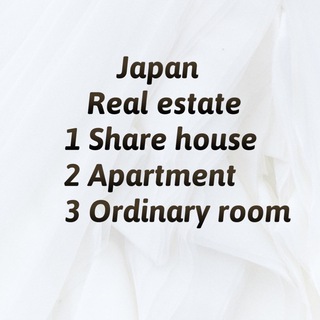 Japan
Real estate
1 Share house
2 Apartment
3 Ordinary room